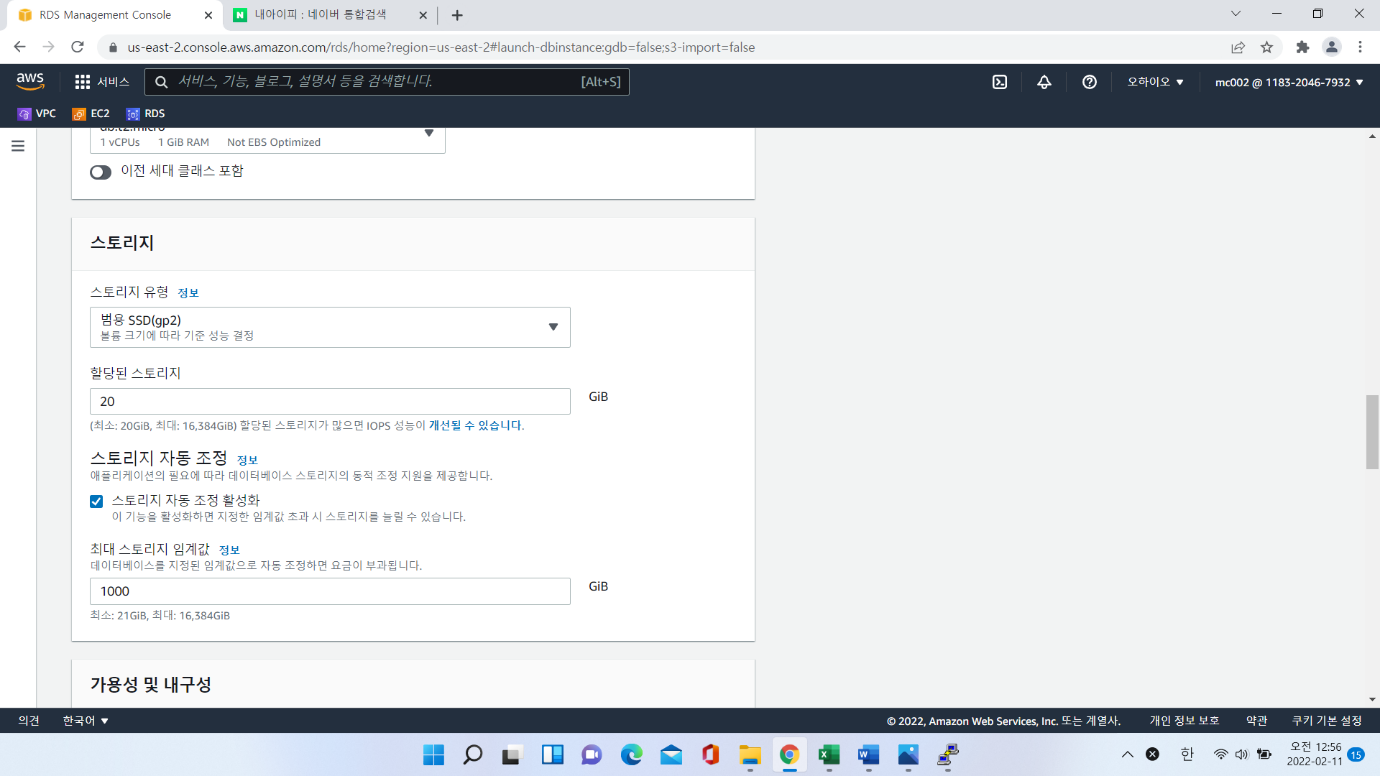 RDS Management Console
내아이피 : 네이버 통합검색
us-east-2.console.aws.amazon.com/rds/home?region=us-east-2#launch-dbinstance:gdb=false;s3-import=false
aws
서비스
서비스, 기능, 블로그, 설명서 등을 검색합니다.
[Alt+S]
오하이오
mc002 @ 1183-2046-7932
VPC
EC2
RDS
db.t2.micro
1 vCPUs 1 GiB RAM Not EBS Optimized
이전 세대 클래스 포함
스토리지
스토리지 유형 정보
범용 SSD(gp2)
볼륨 크기에 따라 기준 성능 결정
할당된 스토리지
20
GiB
(최소: 20GiB, 최대: 16,384GiB) 할당된 스토리지가 많으면 IOPS 성능이 개선될 수 있습니다.
스토리지 자동 조정 정보
애플리케이션의 필요에 따라 데이터베이스 스토리지의 동적 조정 지원을 제공합니다.
스토리지 자동 조정 활성화
이 기능을 활성화하면 지정한 임계값 초과 시 스토리지를 늘릴 수 있습니다.
최대 스토리지 임계값 정보
데이터베이스를 지정된 임계값으로 자동 조정하면 요금이 부과됩니다.
1000
GiB
최소: 21GiB, 최대: 16,384GiB
가용성 및 내구성
의견
한국어
© 2022, Amazon Web Services, Inc. 또는 계열사.
개인 정보 보호
약관
쿠키 기본 설정
한
오전 12:56
2022-02-11
15